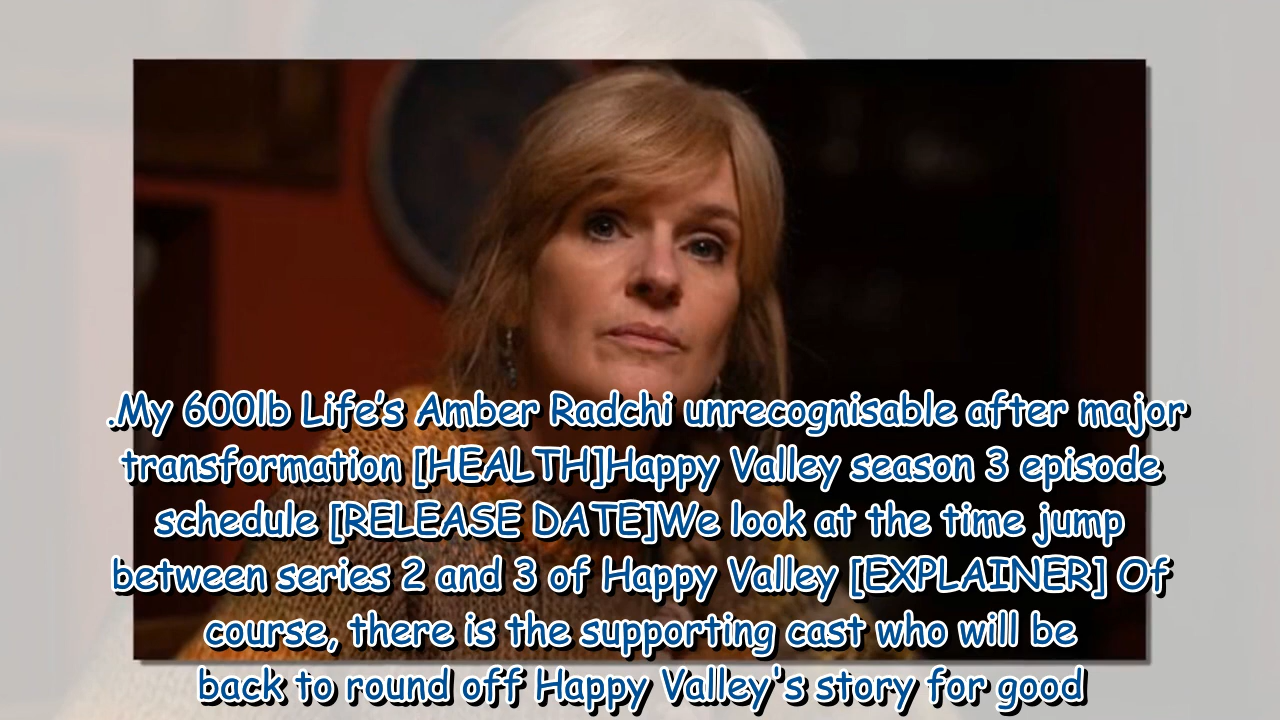 .My 600lb Life’s Amber Radchi unrecognisable after major
transformation [HEALTH]Happy Valley season 3 episode
schedule [RELEASE DATE]We look at the time jump
between series 2 and 3 of Happy Valley [EXPLAINER] Of
course, there is the supporting cast who will be
back to round off Happy Valley's story for good